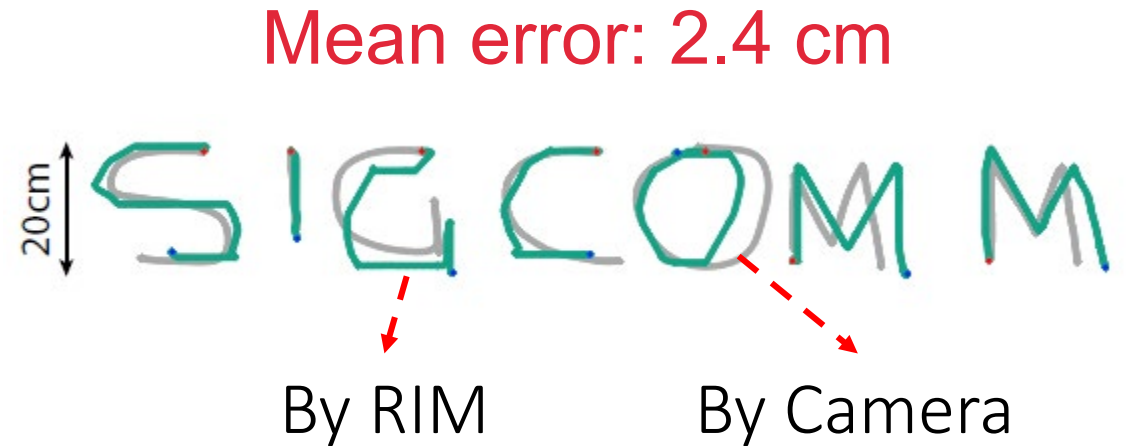 Mean error: 2.4 cm
20cm
SIGCOMM
By RIM
By Camera